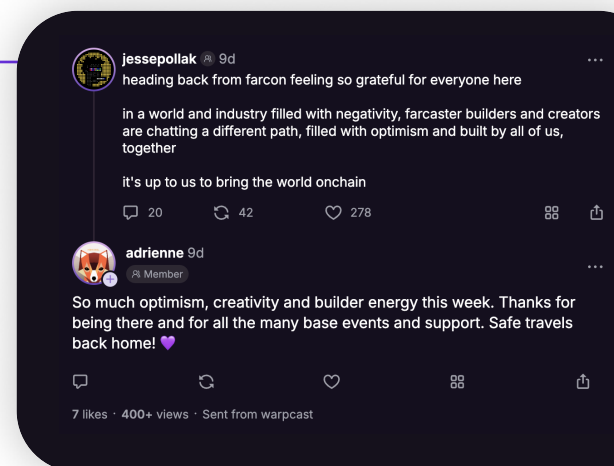 jessepollak 9d
heading back from farcon feeling so grateful for everyone here
in a world and industry filled with negativity, farcaster builders and creators
are chatting a different path, filled with optimism and built by all of us,
together
it's up to us to bring the world onchain
20 42 278
adrienne 9d
Member
So much optimism, creativity and builder energy this week. Thanks for
being there and for all the many base events and support. Safe travels
back home! 💜
7 likes · 400+ views · Sent from warpcast